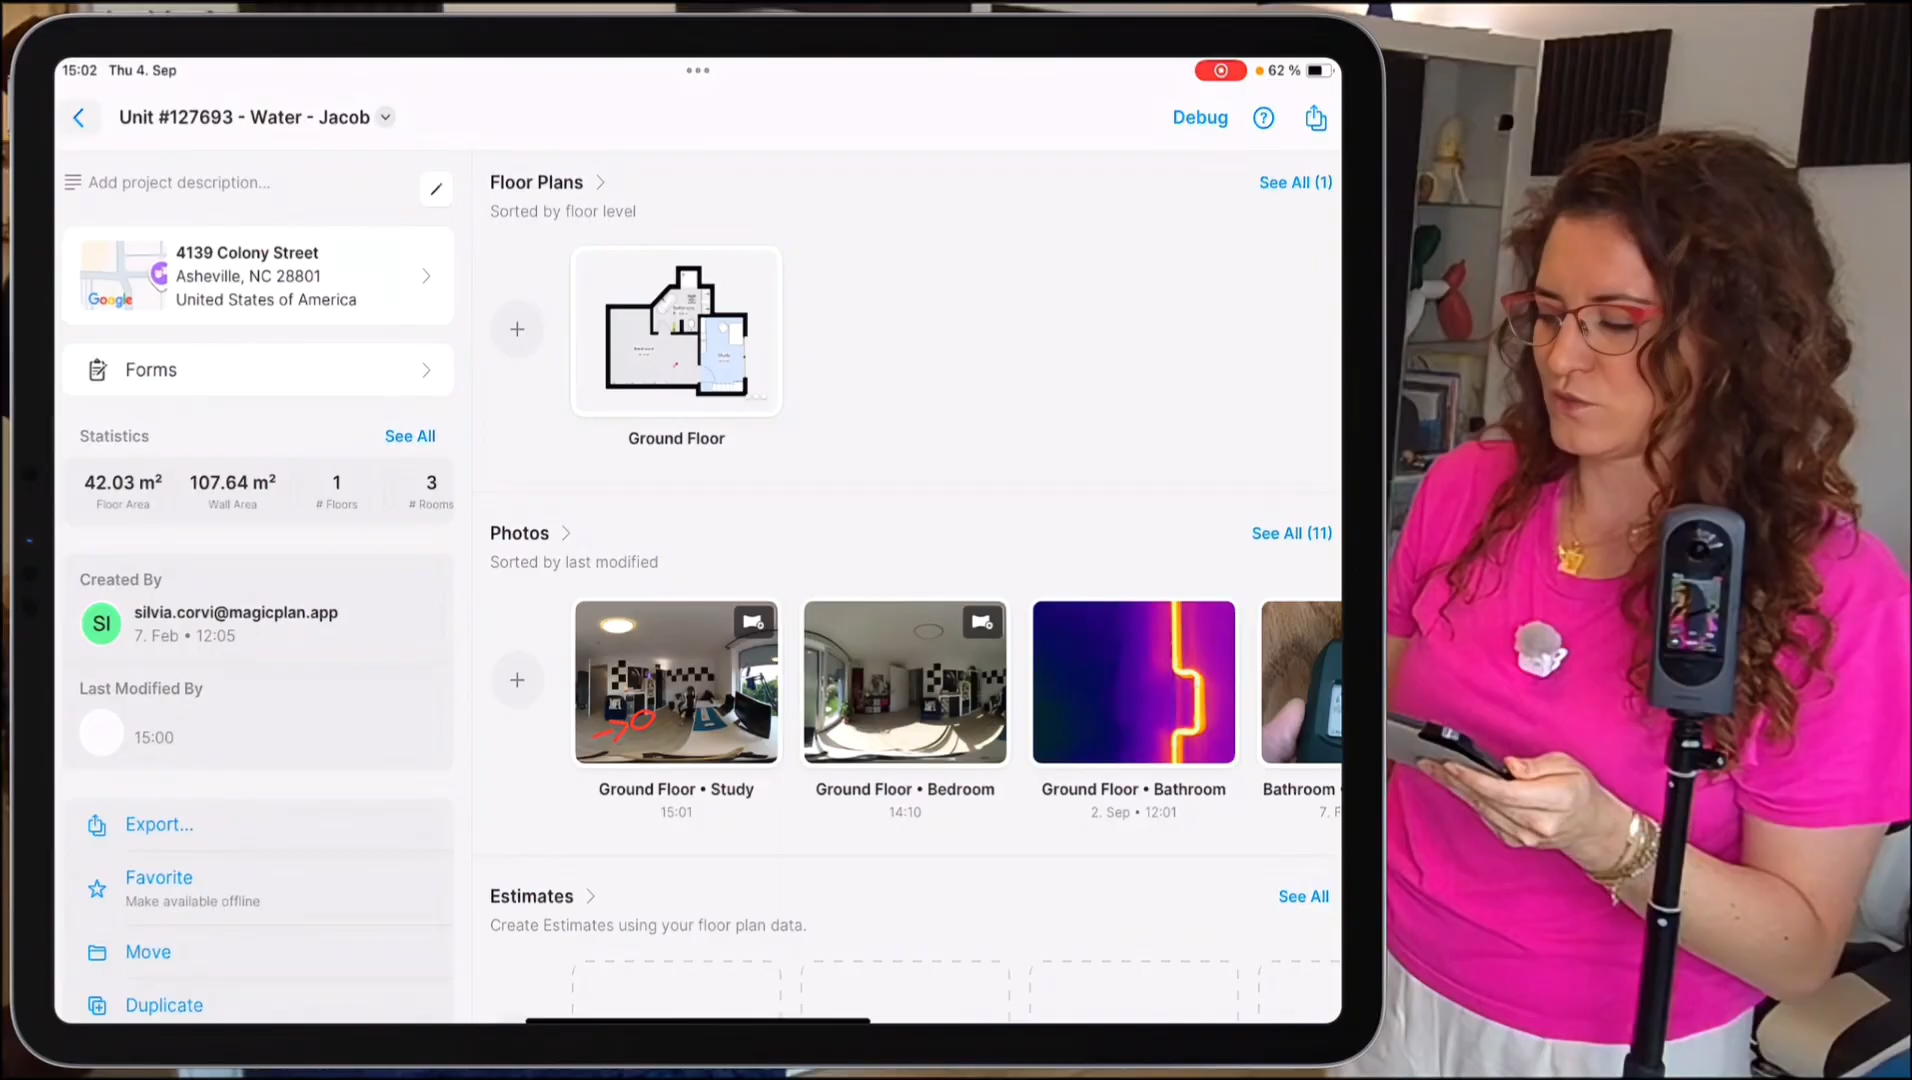 15:02 Thu 4. Sep
62 %
Unit #127693 - Water - Jacob
Debug
?
Add project description...
4139 Colony Street
Asheville, NC 28801
United States of America
Google
Forms
Statistics
See All
42.03 m²
107.64 m²
1
3
Floor Area
Wall Area
# Floors
# Rooms
Created By
SI
silvia.corvi@magicplan.app
7. Feb • 12:05
Last Modified By
15:00
Export...
Favorite
Make available offline
Move
Duplicate
Floor Plans
See All (1)
Sorted by floor level
Study
Ground Floor
Photos
See All (11)
Sorted by last modified
Ground Floor • Study
Ground Floor • Bedroom
Ground Floor • Bathroom
Bathroom •
15:01
14:10
2. Sep • 12:01
7. F
Estimates
See All
Create Estimates using your floor plan data.